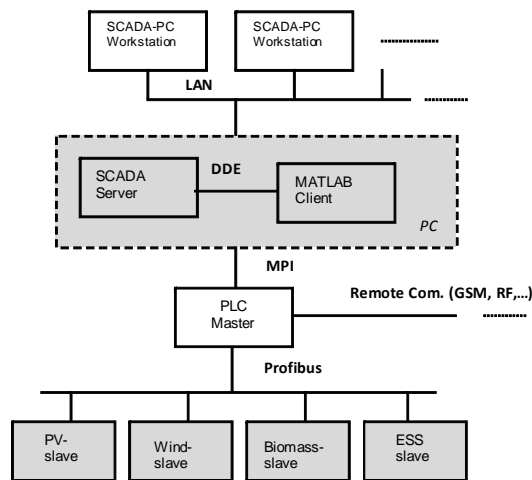 SCADA-PC
Workstation
SCADA-PC
Workstation
LAN
SCADA
Server
DDE
MATLAB
Client
PC
MPI
PLC
Master
Remote Com. (GSM, RF,...)
Profibus
PV-
slave
Wind-
slave
Biomass-
slave
ESS
slave